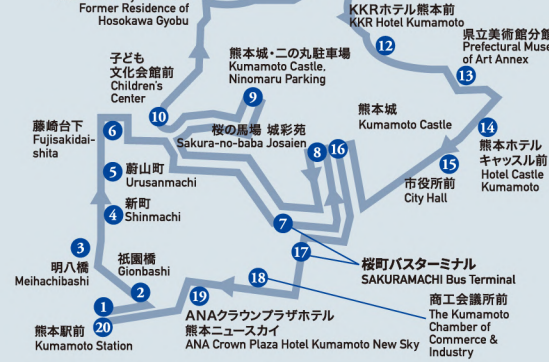 Former Residence of
Hosokawa Gyobu
KKRホテル熊本前
KKR Hotel Kumamoto
12
県立美術館分館
Prefectural Muse
of Art Annex
13
子ども
文化会館前
Children's
Center
10
熊本城・二の丸駐車場
Kumamoto Castle,
Ninomaru Parking
9
熊本城
Kumamoto Castle
14
熊本ホテル
キャッスル前
Hotel Castle
Kumamoto
藤崎台下
Fujisakidai-
shita
6
桜の馬場 城彩苑
Sakura-no-baba Josaien
8
16
15
市役所前
City Hall
5
蔚山町
Urusanmachi
4
新町
Shinmachi
7
17
桜町バスターミナル
SAKURAMACHI Bus Terminal
3
明八橋
Meihachibashi
祇園橋
Gionbashi
2
1
20
熊本駅前
Kumamoto Station
18
商工会議所前
The Kumamoto
Chamber of
Commerce &
Industry
19
ANAクラウンプラザホテル
熊本ニュースカイ
ANA Crown Plaza Hotel Kumamoto New Sky